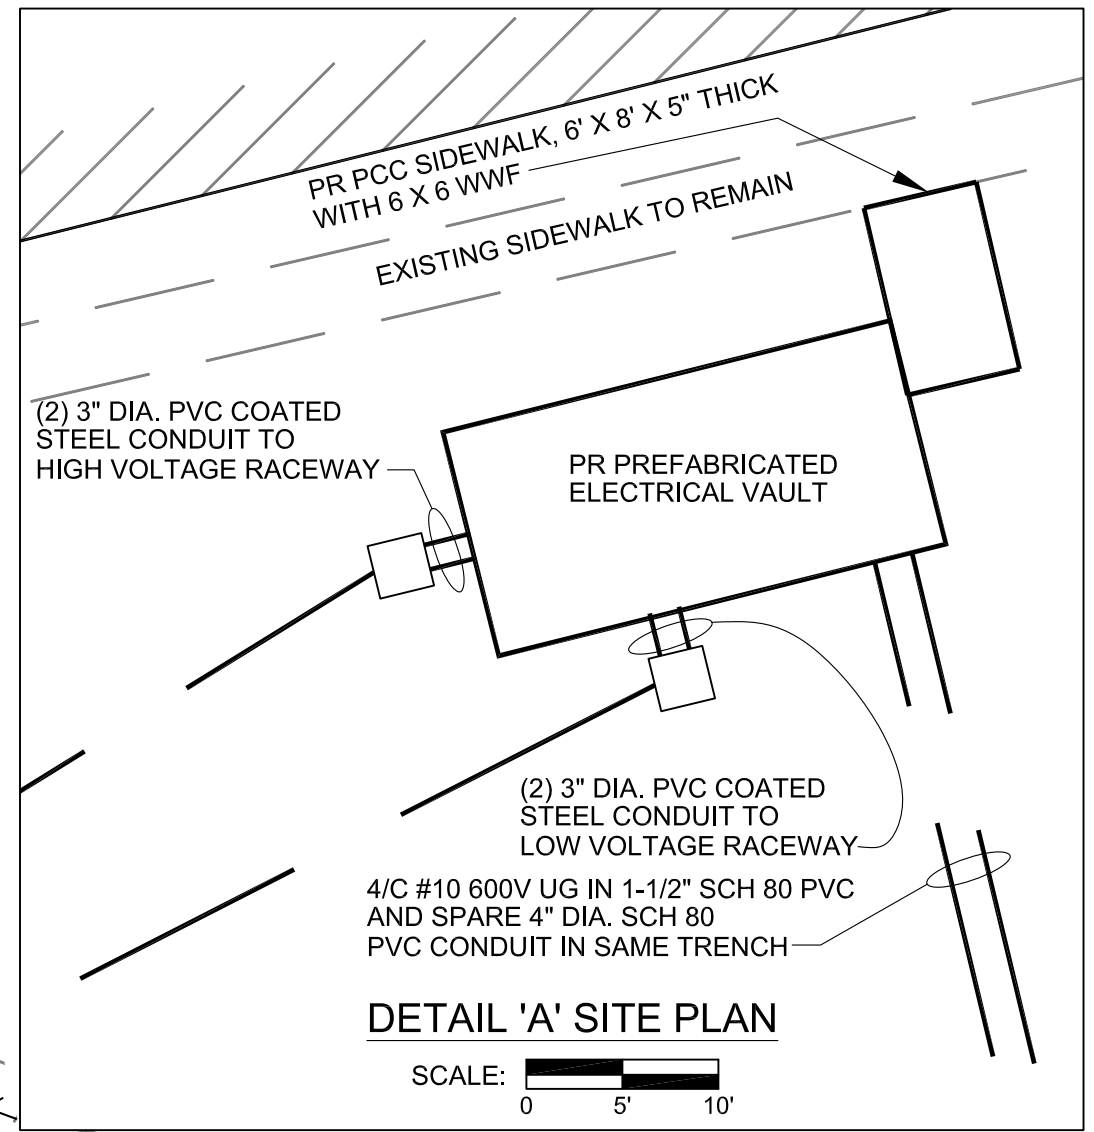 PR PCC SIDEWALK, 6' X 8' X 5" THICK
WITH 6 X 6 WWF
EXISTING SIDEWALK TO REMAIN
(2) 3" DIA. PVC COATED
STEEL CONDUIT TO
HIGH VOLTAGE RACEWAY
PR PREFABRICATED
ELECTRICAL VAULT
(2) 3" DIA. PVC COATED
STEEL CONDUIT TO
LOW VOLTAGE RACEWAY
4/C #10 600V UG IN 1-1/2" SCH 80 PVC
AND SPARE 4" DIA. SCH 80
PVC CONDUIT IN SAME TRENCH
DETAIL 'A' SITE PLAN
SCALE:
0 5' 10'